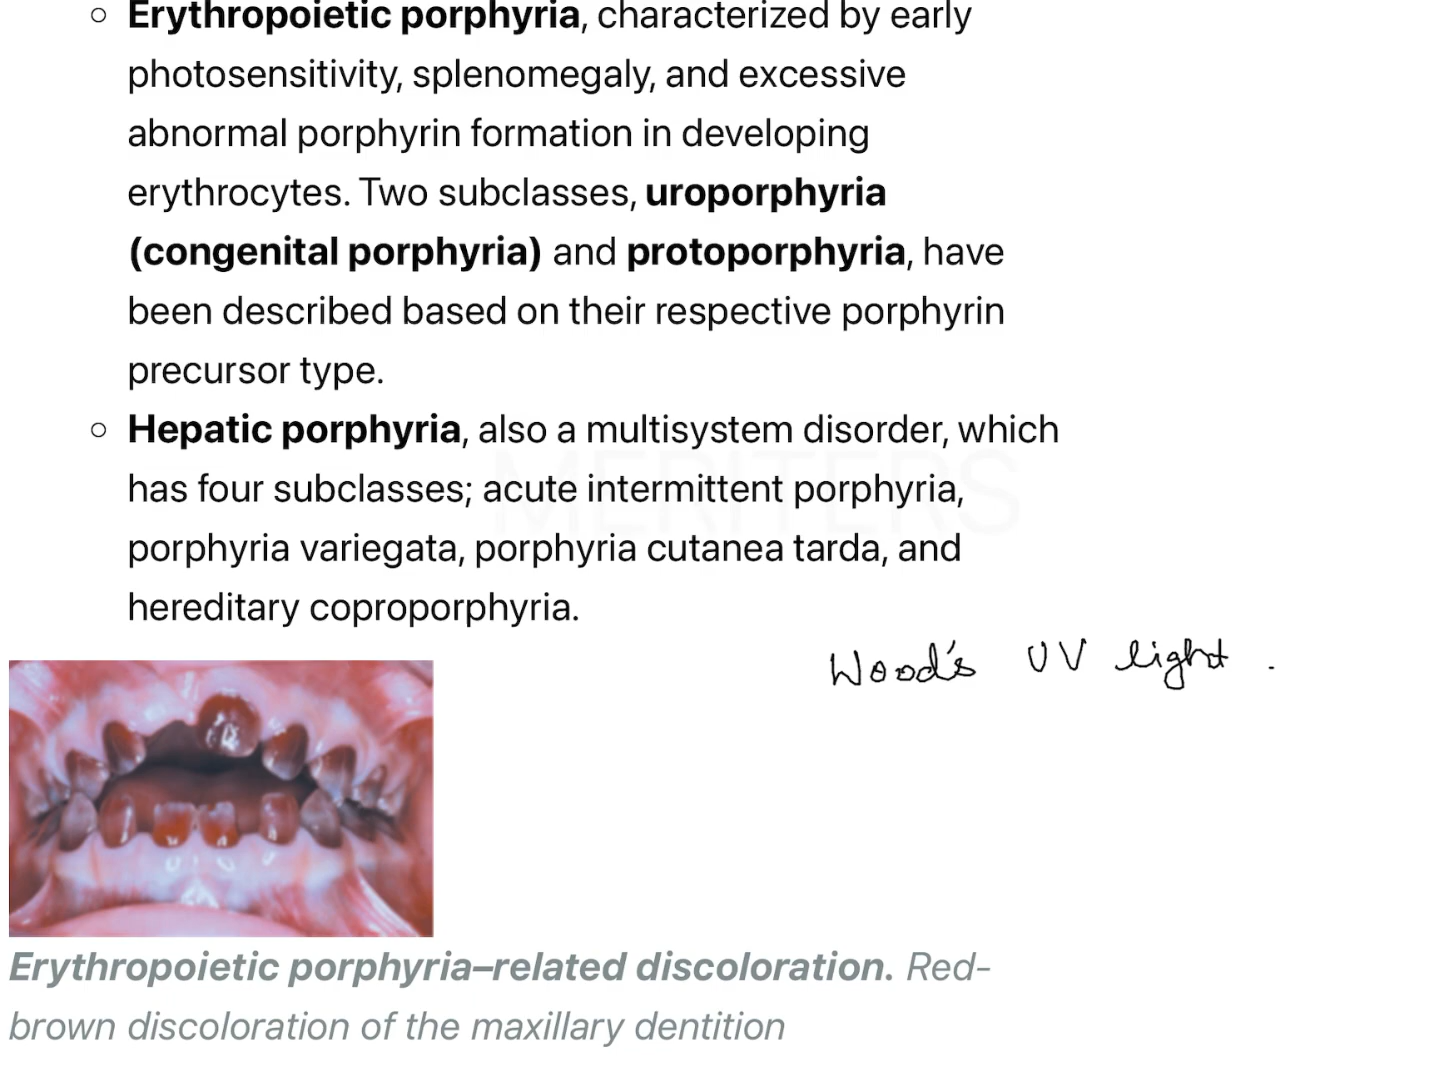 Erythropoietic porphyria, characterized by early
photosensitivity, splenomegaly, and excessive
abnormal porphyrin formation in developing
erythrocytes. Two subclasses, uroporphyria
(congenital porphyria) and protoporphyria, have
been described based on their respective porphyrin
precursor type.
Hepatic porphyria, also a multisystem disorder, which
has four subclasses; acute intermittent porphyria,
porphyria variegata, porphyria cutanea tarda, and
hereditary coproporphyria.
MERITERS
Wood's UV light .
Erythropoietic porphyria–related discoloration. Red-
brown discoloration of the maxillary dentition